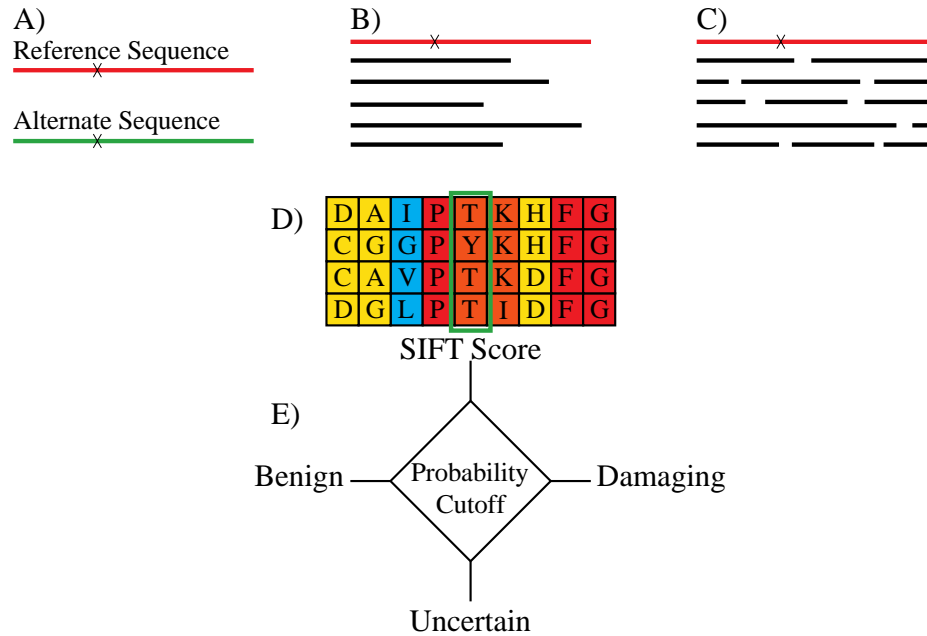 A)
Reference Sequence
Alternate Sequence
B)
C)
D)
D A I P T K H F G
C G G P Y K H F G
C A V P T K D F G
D G L P T I D F G
SIFT Score
E)
Benign
Probability
Cutoff
Damaging
Uncertain